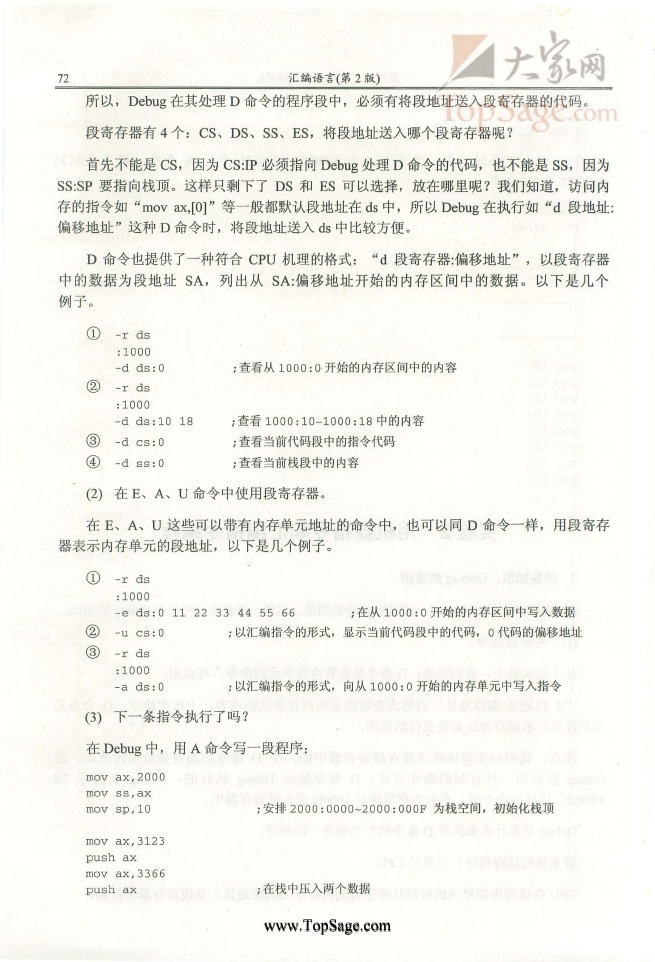 大家网
TopSage.com
72 汇编语言(第 2 版)
所以，Debug 在其处理 D 命令的程序段中，必须有将段地址送入段寄存器的代码。
段寄存器有 4 个：CS、DS、SS、ES，将段地址送入哪个段寄存器呢？
首先不能是 CS，因为 CS:IP 必须指向 Debug 处理 D 命令的代码，也不能是 SS，因为
SS:SP 要指向栈顶。这样只剩下了 DS 和 ES 可以选择，放在哪里呢？我们知道，访问内
存的指令如“mov ax,[0]”等一般都默认段地址在 ds 中，所以 Debug 在执行如“d 段地址:
偏移地址”这种 D 命令时，将段地址送入 ds 中比较方便。
D 命令也提供了一种符合 CPU 机理的格式：“d 段寄存器:偏移地址”，以段寄存器
中的数据为段地址 SA，列出从 SA:偏移地址开始的内存区间中的数据。以下是几个
例子。
① -r ds
:1000
-d ds:0 ;查看从 1000:0 开始的内存区间中的内容
② -r ds
:1000
-d ds:10 18 ;查看 1000:10~1000:18 中的内容
③ -d cs:0 ;查看当前代码段中的指令代码
④ -d ss:0 ;查看当前栈段中的内容
(2) 在 E、A、U 命令中使用段寄存器。
在 E、A、U 这些可以带有内存单元地址的命令中，也可以同 D 命令一样，用段寄存
器表示内存单元的段地址，以下是几个例子。
① -r ds
:1000
-e ds:0 11 22 33 44 55 66 ;在从 1000:0 开始的内存区间中写入数据
② -u cs:0 ;以汇编指令的形式，显示当前代码段中的代码，0 代码的偏移地址
③ -r ds
:1000
-a ds:0 ;以汇编指令的形式，向从 1000:0 开始的内存单元中写入指令
(3) 下一条指令执行了吗？
在 Debug 中，用 A 命令写一段程序：
mov ax,2000
mov ss,ax
mov sp,10 ;安排 2000:0000~2000:000F 为栈空间，初始化栈顶
mov ax,3123
push ax
mov ax,3366
push ax ;在栈中压入两个数据
www.TopSage.com